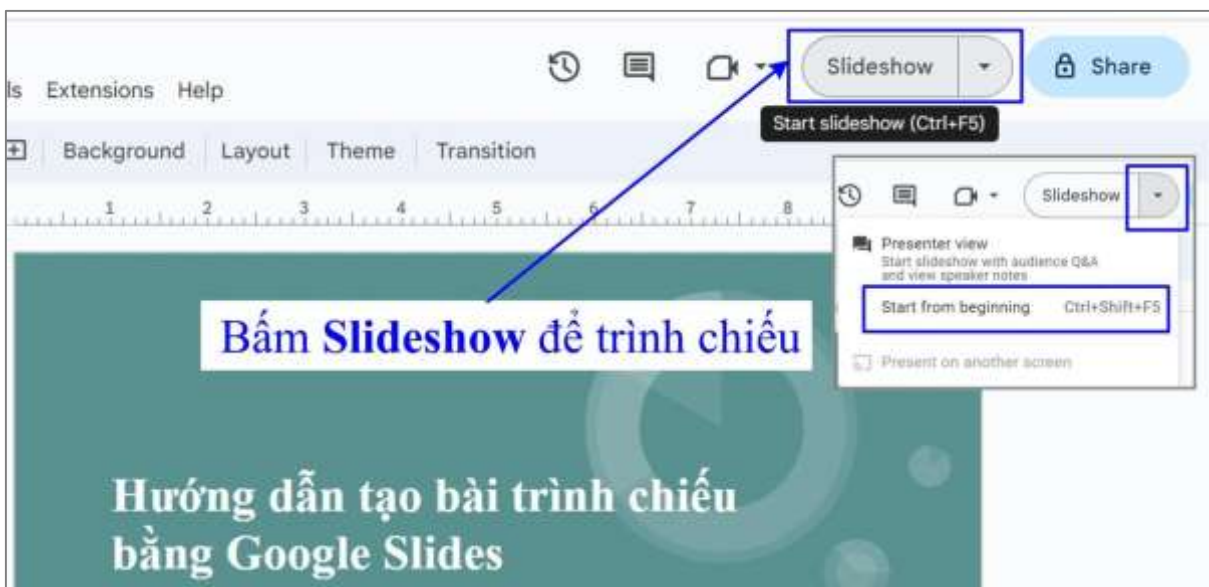 Slideshow
Share
ls Extensions Help
Start slideshow (Ctrl+F5)
Background Layout Theme Transition
1 2 3 4 5 6 7 8
Slideshow
Presenter view
Start slideshow with audience Q&A
and view speaker notes
Start from beginning Ctrl+Shift+F5
Present on another screen
Bấm Slideshow để trình chiếu
Hướng dẫn tạo bài trình chiếu
bằng Google Slides